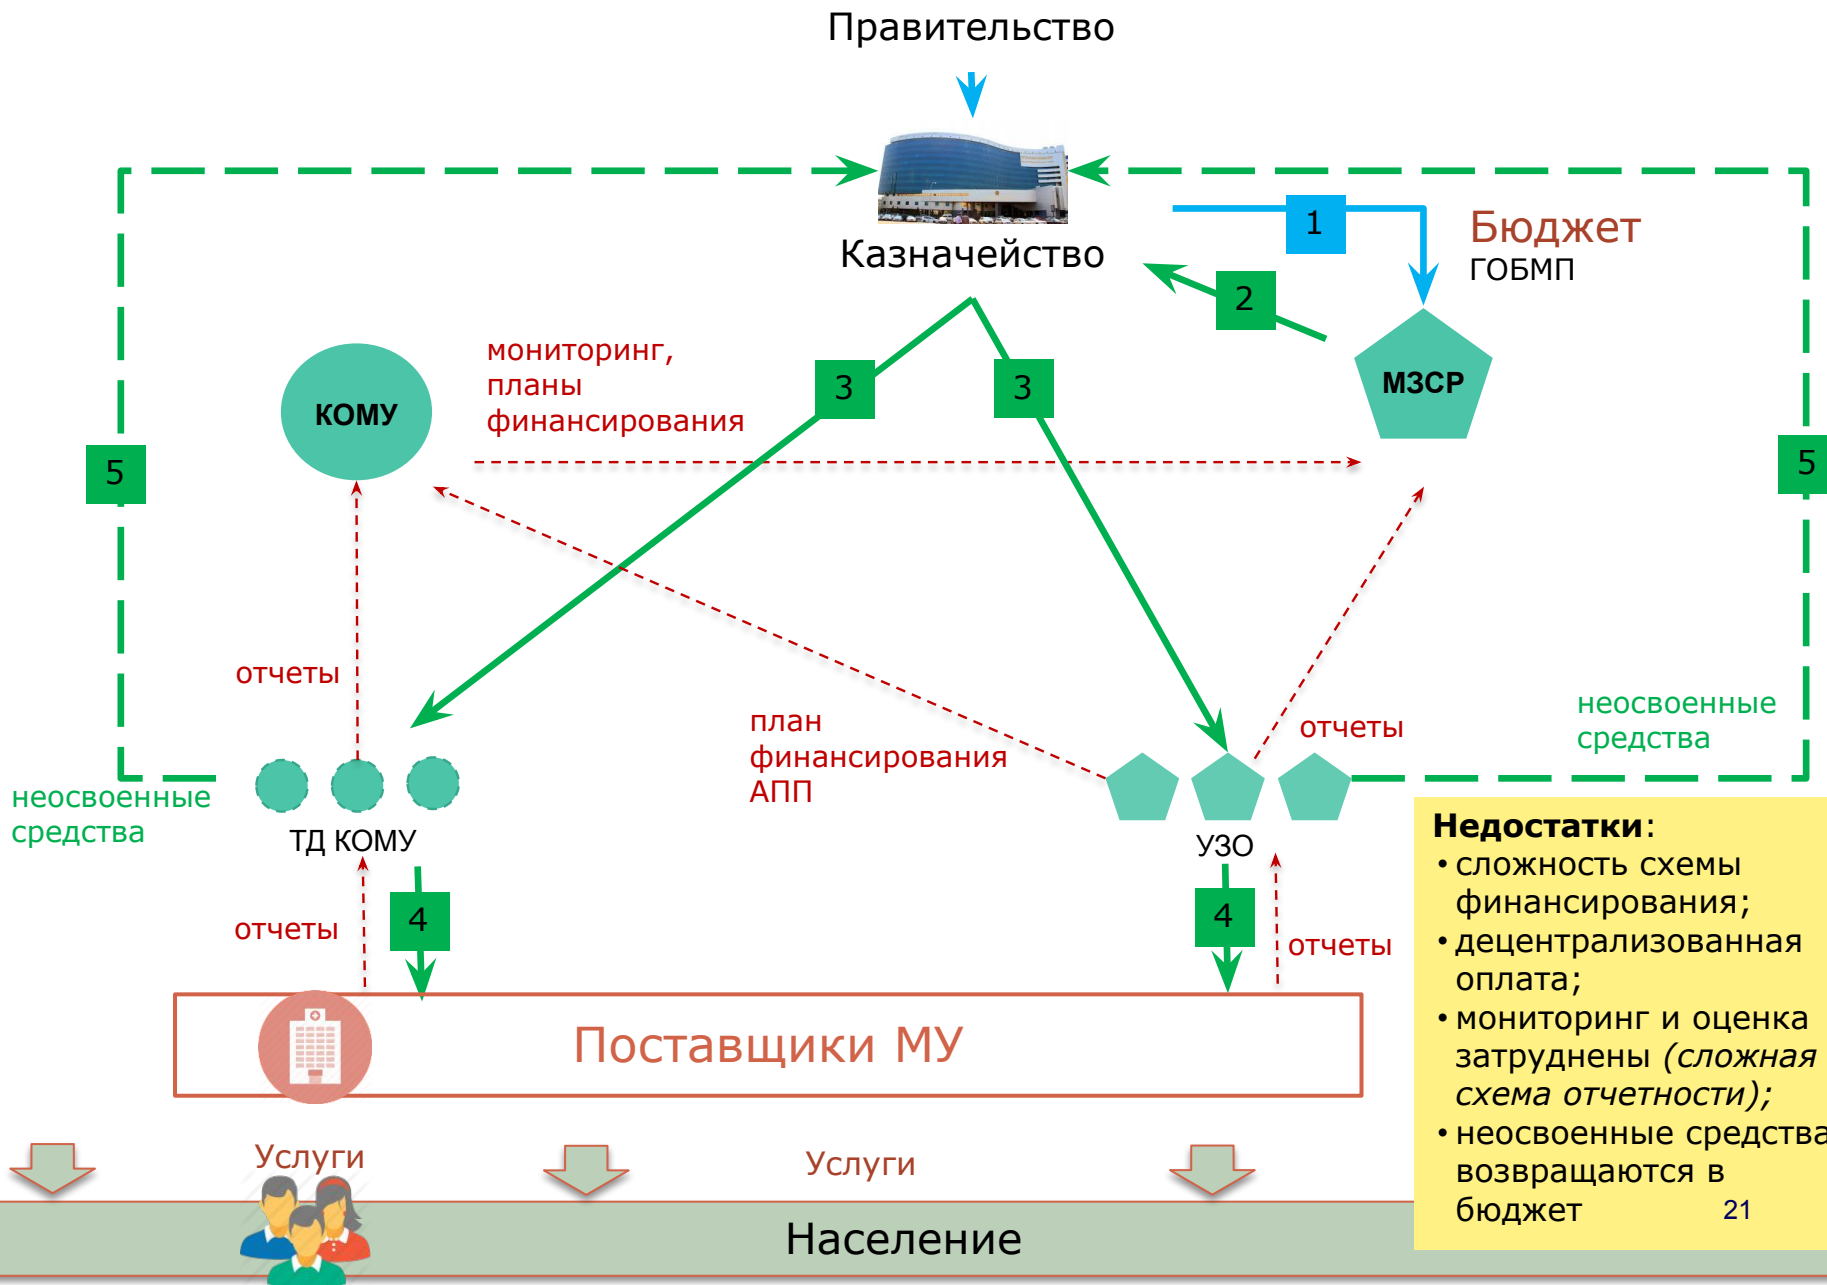 Правительство
Казначейство
1
Бюджет
ГОБМП
2
МЗСР
мониторинг,
планы
финансирования
3
3
КОМУ
5
5
отчеты
план
финансирования
АПП
отчеты
неосвоенные
средства
неосвоенные
средства
ТД КОМУ
УЗО
отчеты
4
4
отчеты
Поставщики МУ
Услуги
Услуги
Население
Недостатки:
• сложность схемы
финансирования;
• децентрализованная
оплата;
• мониторинг и оценка
затруднены (сложная
схема отчетности);
• неосвоенные средства
возвращаются в
бюджет
21